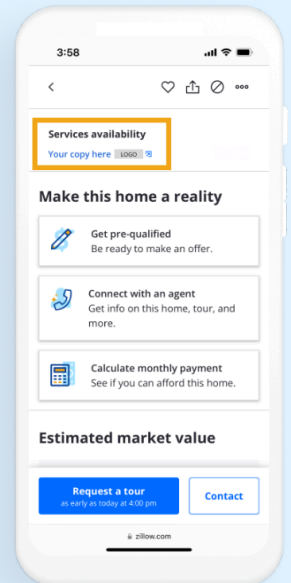 3:58
Services availability
Your copy here LOGO
Make this home a reality
Get pre-qualified
Be ready to make an offer.
Connect with an agent
Get info on this home, tour, and
more.
Calculate monthly payment
See if you can afford this home.
Estimated market value
Request a tour
as early as today at 4:00 pm
Contact
zillow.com